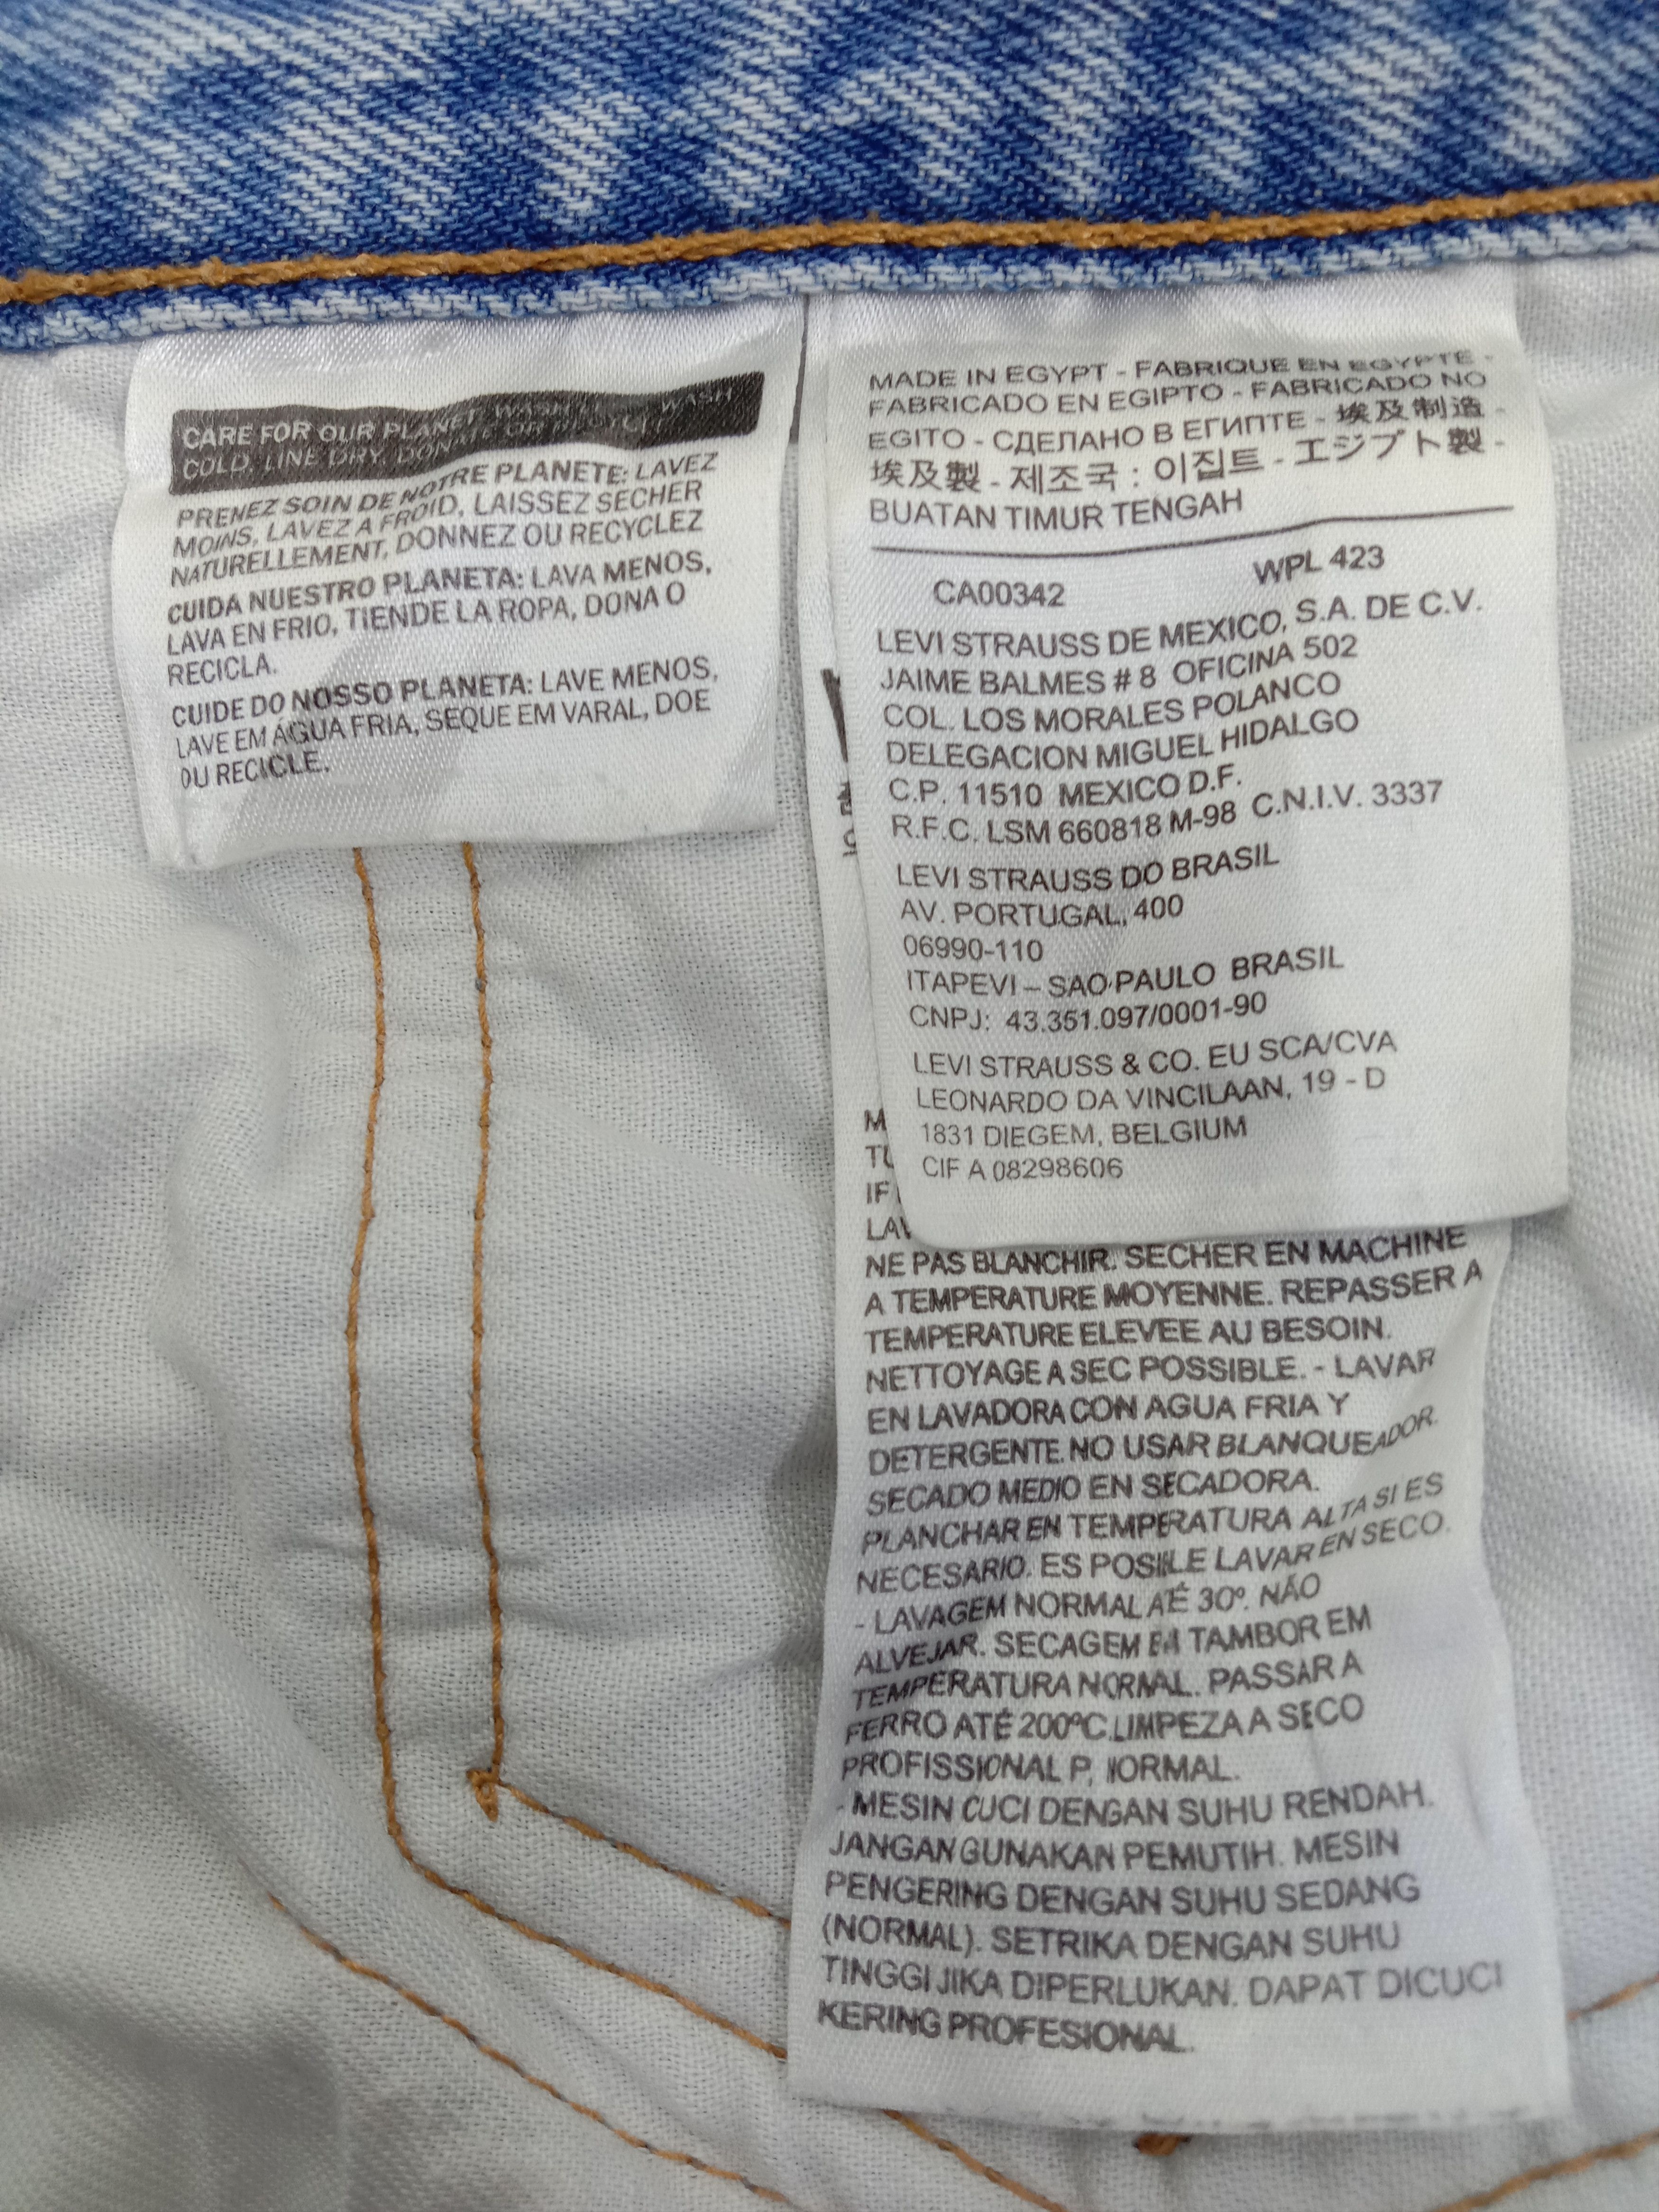 CARE FOR OUR PLANET: WASH LESS, WASH
COLD, LINE DRY, DONATE OR RECYCLE
PRENEZ SOIN DE NOTRE PLANETE: LAVEZ
MOINS, LAVEZ A FROID, LAISSEZ SECHER
NATURELLEMENT, DONNEZ OU RECYCLEZ
CUIDA NUESTRO PLANETA: LAVA MENOS,
LAVA EN FRIO, TIENDE LA ROPA, DONA O
RECICLA.
CUIDE DO NOSSO PLANETA: LAVE MENOS,
LAVE EM ÁGUA FRIA, SEQUE EM VARAL, DOE
OU RECICLE.
MADE IN EGYPT - FABRIQUE EN EGYPTE -
FABRICADO EN EGIPTO - FABRICADO NO
EGITO - СДЕЛАНО В ЕГИПТЕ - 埃及制造 -
埃及製 - 제조국 : 이집트 - エジプト製 -
BUATAN TIMUR TENGAH
CA00342 WPL 423
LEVI STRAUSS DE MEXICO, S.A. DE C.V.
JAIME BALMES # 8 OFICINA 502
COL. LOS MORALES POLANCO
DELEGACION MIGUEL HIDALGO
C.P. 11510 MEXICO D.F.
R.F.C. LSM 660818 M-98 C.N.I.V. 3337
LEVI STRAUSS DO BRASIL
AV. PORTUGAL, 400
06990-110
ITAPEVI – SAO PAULO BRASIL
CNPJ: 43.351.097/0001-90
LEVI STRAUSS & CO. EU SCA/CVA
LEONARDO DA VINCILAAN, 19 - D
1831 DIEGEM, BELGIUM
CIF A 08298606
NE PAS BLANCHIR. SECHER EN MACHINE
A TEMPERATURE MOYENNE. REPASSER A
TEMPERATURE ELEVEE AU BESOIN.
NETTOYAGE A SEC POSSIBLE. - LAVAR
EN LAVADORA CON AGUA FRIA Y
DETERGENTE. NO USAR BLANQUEADOR.
SECADO MEDIO EN SECADORA.
PLANCHAR EN TEMPERATURA ALTA SI ES
NECESARIO. ES POSIBLE LAVAR EN SECO.
- LAVAGEM NORMAL ATÉ 30º. NÃO
ALVEJAR. SECAGEM EM TAMBOR EM
TEMPERATURA NORMAL. PASSAR A
FERRO ATÉ 200ºC. LIMPEZA A SECO
PROFISSIONAL P, NORMAL.
- MESIN CUCI DENGAN SUHU RENDAH.
JANGAN GUNAKAN PEMUTIH. MESIN
PENGERING DENGAN SUHU SEDANG
(NORMAL). SETRIKA DENGAN SUHU
TINGGI JIKA DIPERLUKAN. DAPAT DICUCI
KERING PROFESIONAL.